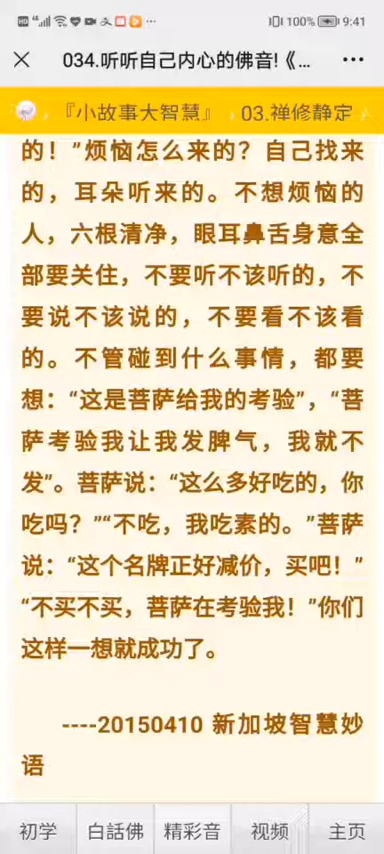 100% 9:41
034.听听自己内心的佛音!《...
『小故事大智慧』 03.禅修静定
的！”烦恼怎么来的？自己找来
的，耳朵听来的。不想烦恼的
人，六根清净，眼耳鼻舌身意全
部要关住，不要听不该听的，不
要说不该说的，不要看不该看
的。不管碰到什么事情，都要
想：“这是菩萨给我的考验”，“菩
萨考验我让我发脾气，我就不
发”。菩萨说：“这么多好吃的，你
吃吗？”“不吃，我吃素的。”菩萨
说：“这个名牌正好减价，买吧！”
“不买不买，菩萨在考验我！”你们
这样一想就成功了。
----20150410 新加坡智慧妙
语
初学 白話佛 精彩音 视频 主页